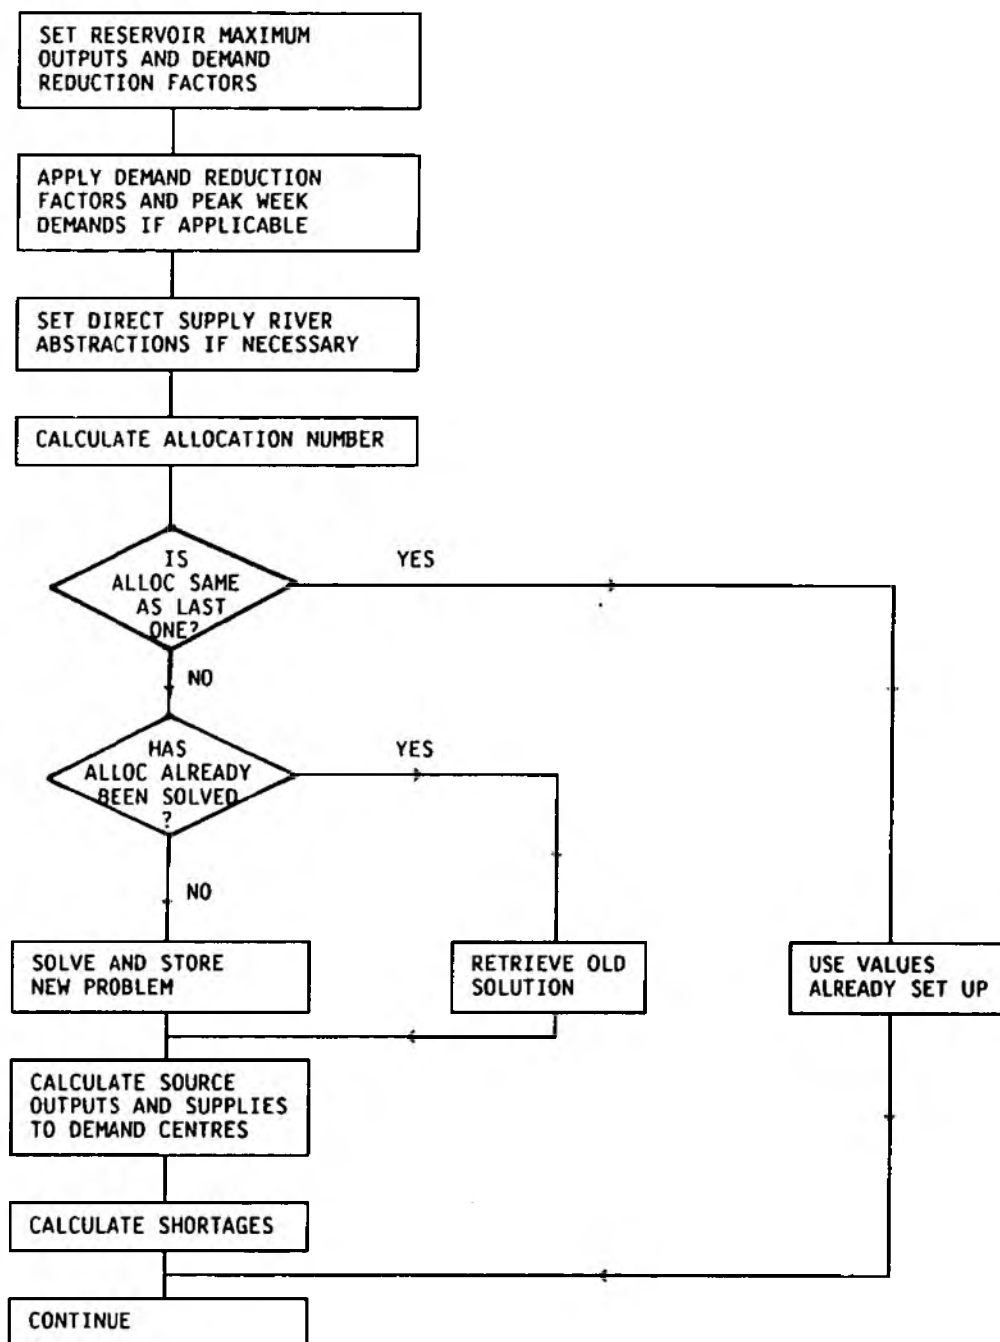 SET RESERVOIR MAXIMUM
OUTPUTS AND DEMAND
REDUCTION FACTORS
APPLY DEMAND REDUCTION
FACTORS AND PEAK WEEK
DEMANDS IF APPLICABLE
SET DIRECT SUPPLY RIVER
ABSTRACTIONS IF NECESSARY
CALCULATE ALLOCATION NUMBER
IS
ALLOC SAME
AS LAST
ONE?
YES
NO
HAS
ALLOC ALREADY
BEEN SOLVED
?
YES
NO
SOLVE AND STORE
NEW PROBLEM
RETRIEVE OLD
SOLUTION
USE VALUES
ALREADY SET UP
CALCULATE SOURCE
OUTPUTS AND SUPPLIES
TO DEMAND CENTRES
CALCULATE SHORTAGES
CONTINUE